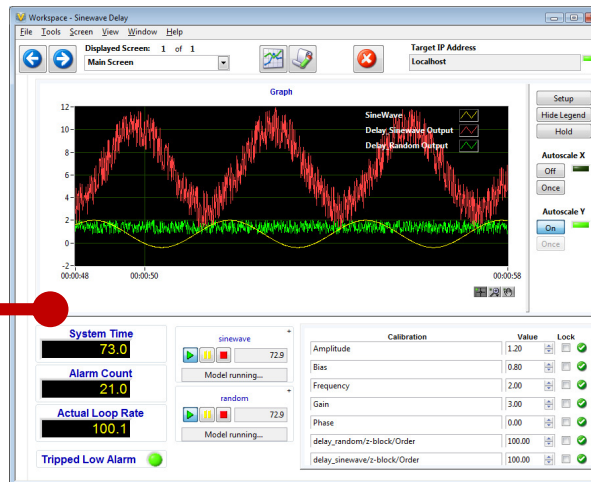 Workspace - Sinewave Delay
File Tools Screen View Window Help
Displayed Screen: 1 of 1
Main Screen
Target IP Address
Localhost
Graph
12
10
8
6
4
2
0
-2
00:00:48
00:00:50
00:00:58
SineWave
Delay_Sinewave Output
Delay_Random Output
Setup
Hide Legend
Hold
Autoscale X
Off
Once
Autoscale Y
On
Once
System Time
73.0
Alarm Count
21.0
Actual Loop Rate
100.1
Tripped Low Alarm
sinewave
72.9
Model running...
random
72.9
Model running...
Calibration Value Lock
Amplitude 1.20
Bias 0.80
Frequency 2.00
Gain 3.00
Phase 0.00
delay_random/z-block/Order 100.00
delay_sinewave/z-block/Order 100.00